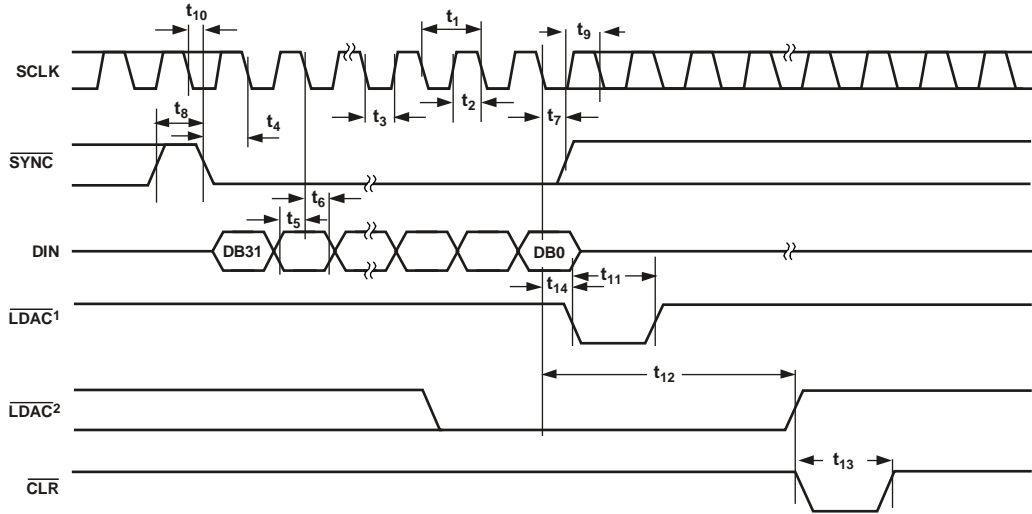 t10
t1
t9
SCLK
t8
t4
t3
t2
t7
SYNC
t6
t5
DIN
DB31
DB0
t14
t11
LDAC1
t12
LDAC2
t13
CLR